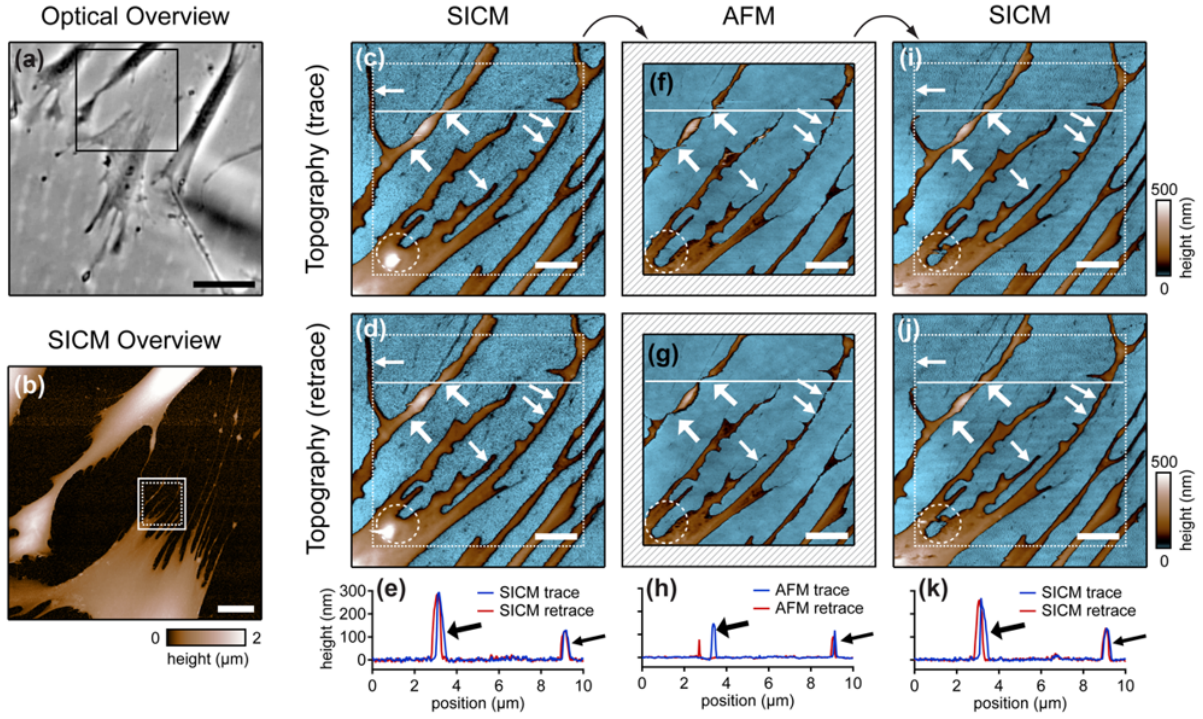 Optical Overview
SICM
AFM
SICM
(a)
Topography (trace)
(c)
(f)
(i)
500
0
height (nm)
SICM Overview
(b)
0
2
height (µm)
Topography (retrace)
(d)
(g)
(j)
500
0
height (nm)
(e)
SICM trace
SICM retrace
height (nm)
300
200
100
0
0 2 4 6 8 10
position (µm)
(h)
AFM trace
AFM retrace
0 2 4 6 8 10
position (µm)
(k)
SICM trace
SICM retrace
0 2 4 6 8 10
position (µm)